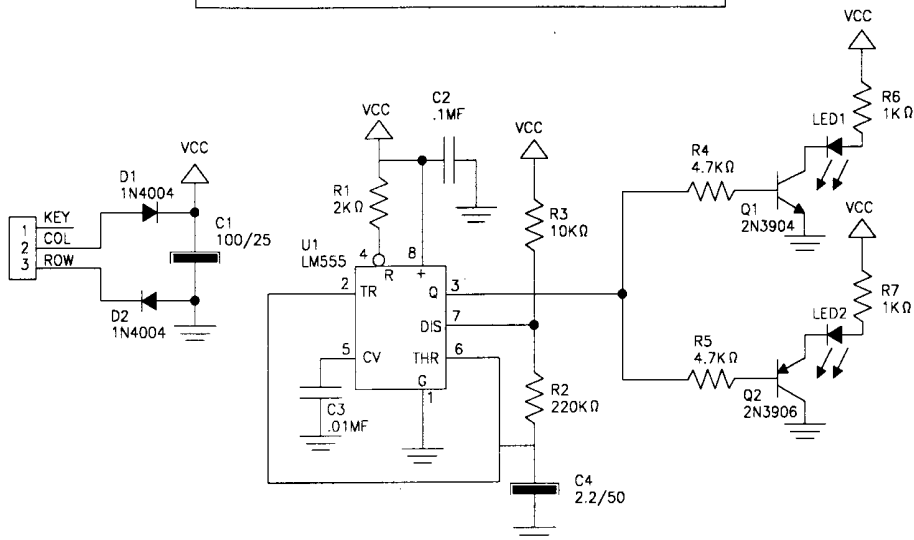 VCC
D1
1N4004
1
2
3
KEY
COL
ROW
C1
100/25
D2
1N4004
VCC
C2
.1MF
R1
2KΩ
U1
LM555
4
8
R
+
2
TR
Q
3
DIS
7
5
CV
THR
6
G
1
C3
.01MF
VCC
R3
10KΩ
R2
220KΩ
C4
2.2/50
VCC
R6
1KΩ
LED1
R4
4.7KΩ
Q1
2N3904
VCC
R7
1KΩ
LED2
R5
4.7KΩ
Q2
2N3906